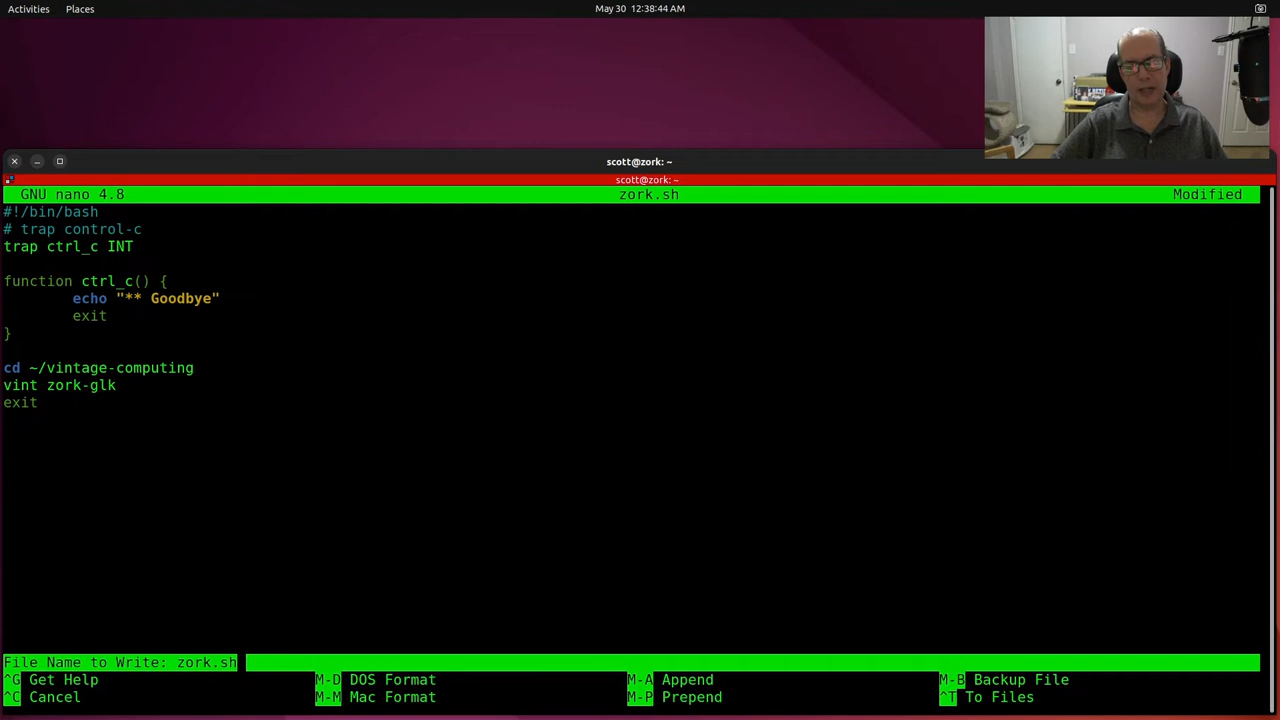 Activities Places May 30 12:38:44 AM
scott@zork: ~
scott@zork: ~
GNU nano 4.8 zork.sh Modified
#!/bin/bash
# trap control-c
trap ctrl_c INT
function ctrl_c() {
echo "** Goodbye"
exit
}
cd ~/vintage-computing
vint zork-glk
exit
File Name to Write: zork.sh
^G Get Help M-D DOS Format M-A Append M-B Backup File
^C Cancel M-M Mac Format M-P Prepend ^T To Files